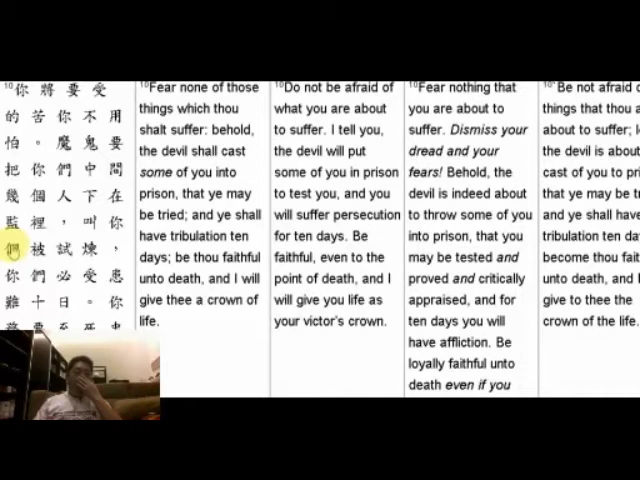 10你將要受
的苦你不用
怕。魔鬼要
把你們中間
幾個人下在
監裡，叫你
們被試煉，
你們必受患
難十日。你
10Fear none of those
things which thou
shalt suffer: behold,
the devil shall cast
some of you into
prison, that ye may
be tried; and ye shall
have tribulation ten
days; be thou faithful
unto death, and I will
give thee a crown of
life.
10Do not be afraid of
what you are about
to suffer. I tell you,
the devil will put
some of you in prison
to test you, and you
will suffer persecution
for ten days. Be
faithful, even to the
point of death, and I
will give you life as
your victor's crown.
10Fear nothing that
you are about to
suffer. Dismiss your
dread and your
fears! Behold, the
devil is indeed about
to throw some of you
into prison, that you
may be tested and
proved and critically
appraised, and for
ten days you will
have affliction. Be
loyally faithful unto
death even if you
Be not afraid
things that thou a
about to suffer;
the devil is about
cast of you to pri
that ye may be t
and ye shall have
tribulation ten da
become thou fait
unto death, and I
give to thee the
crown of the life.